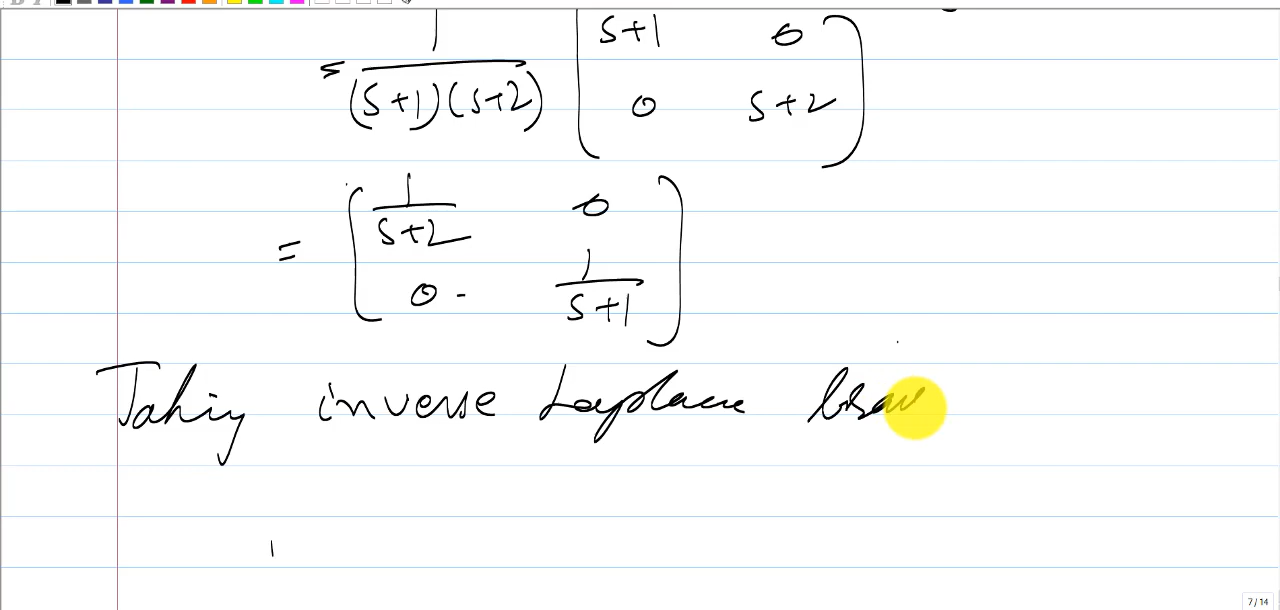 = 1/((s+1)(s+2)) [s+1 0
0 s+2]
= [1/(s+2) 0
0 1/(s+1)]
Taking inverse Laplace
7 / 14